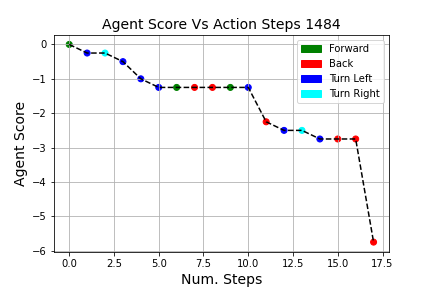 Agent Score Vs Action Steps 1484
Forward
Back
Turn Left
Turn Right
Agent Score
0
−1
−2
−3
−4
−5
−6
0.0 2.5 5.0 7.5 10.0 12.5 15.0 17.5
Num. Steps